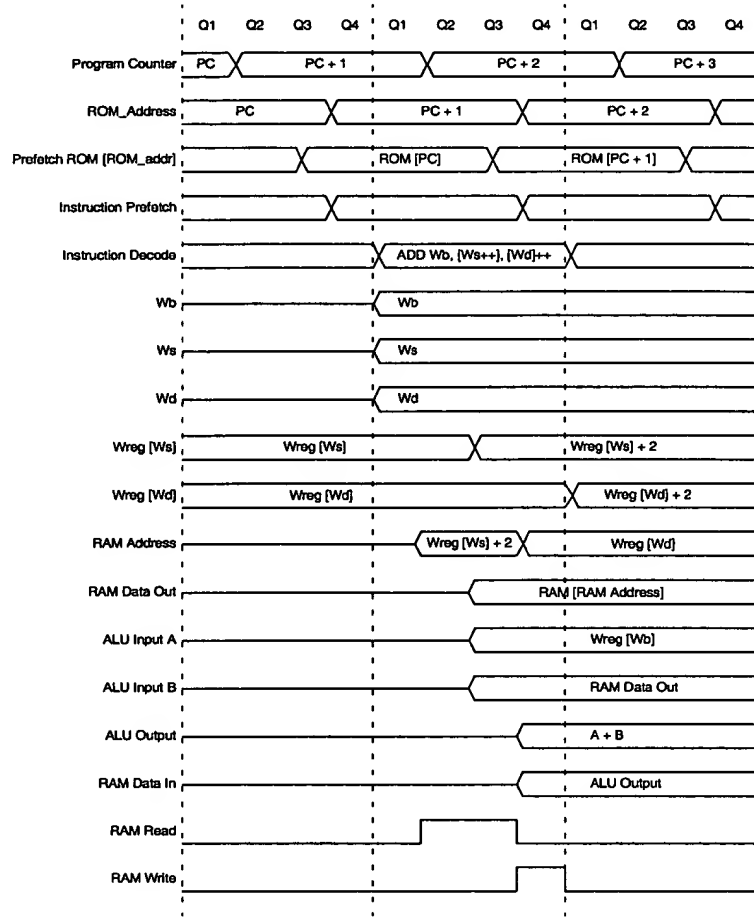 Q1 Q2 Q3 Q4 Q1 Q2 Q3 Q4 Q1 Q2 Q3 Q4
Program Counter PC PC + 1 PC + 2 PC + 3
ROM_Address PC PC + 1 PC + 2
Prefetch ROM [ROM_addr] ROM [PC] ROM [PC + 1]
Instruction Prefetch
Instruction Decode ADD Wb, [Ws++], [Wd]++
Wb Wb
Ws Ws
Wd Wd
Wreg [Ws] Wreg [Ws] Wreg [Ws] + 2
Wreg [Wd] Wreg [Wd] Wreg [Wd] + 2
RAM Address Wreg [Ws] + 2 Wreg [Wd]
RAM Data Out RAM [RAM Address]
ALU Input A Wreg [Wb]
ALU Input B RAM Data Out
ALU Output A + B
RAM Data In ALU Output
RAM Read
RAM Write